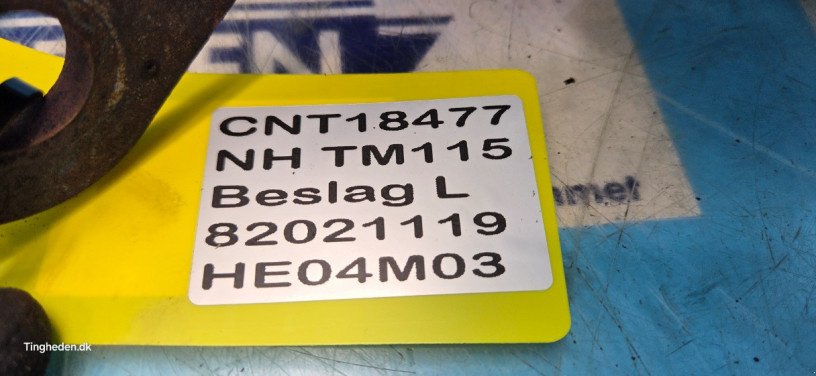 CNT18477
NH TM115
Beslag L
82021119
HE04M03
Tingheden.dk